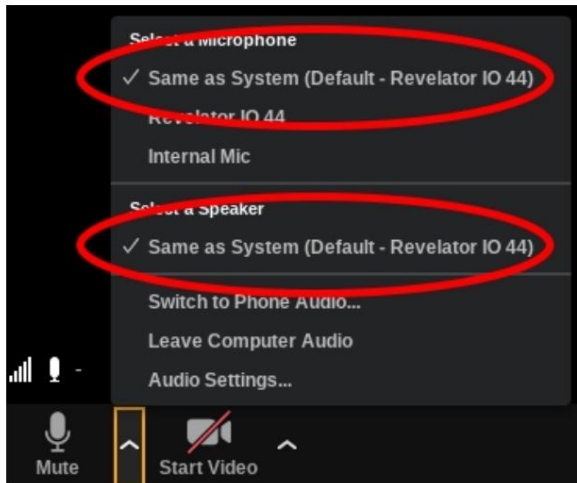 Select a Microphone
✓ Same as System (Default - Revelator IO 44)
Revelator IO 44
Internal Mic
Select a Speaker
✓ Same as System (Default - Revelator IO 44)
Switch to Phone Audio...
Leave Computer Audio
Audio Settings...
-
Mute
Start Video